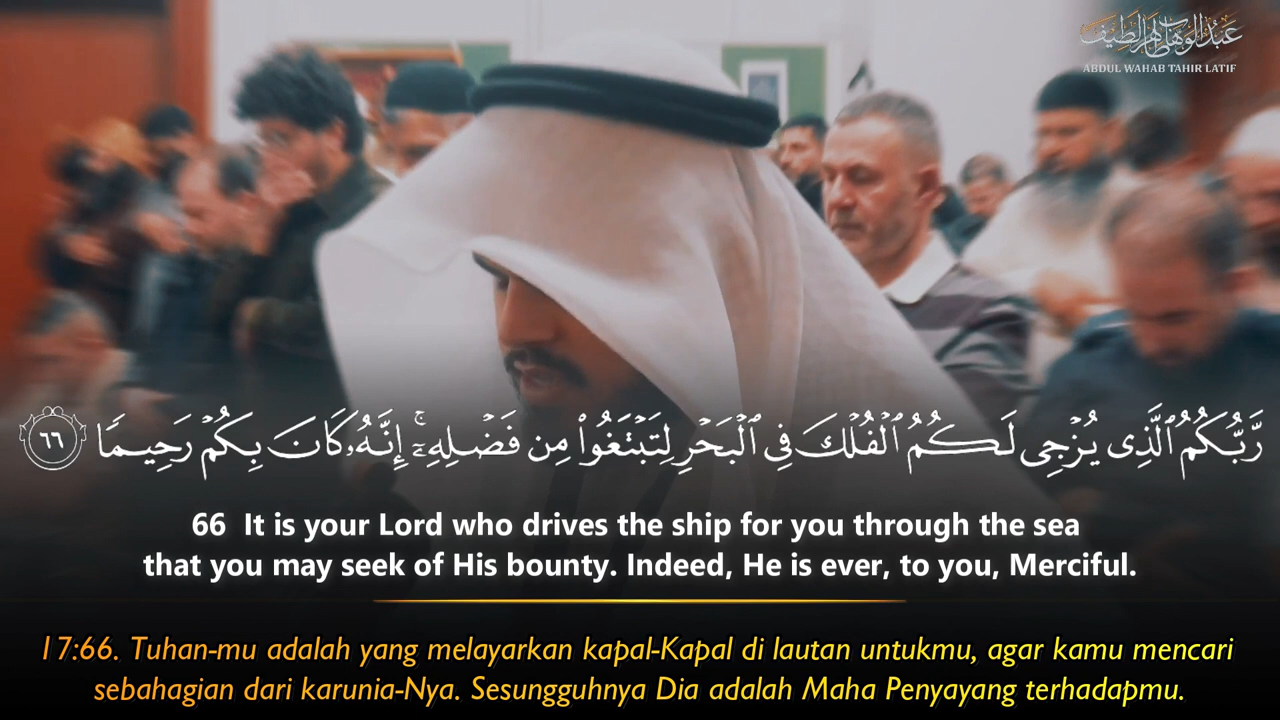 عبدالوهاب طاهر لطيف
ABDUL WAHAB TAHIR LATIF
رَّبُّكُمُ ٱلَّذِى يُزْجِى لَكُمُ ٱلْفُلْكَ فِى ٱلْبَحْرِ لِتَبْتَغُوا۟ مِن فَضْلِهِۦٓ ۚ إِنَّهُۥ كَانَ بِكُمْ رَحِيمًا ٦٦
66 It is your Lord who drives the ship for you through the sea
that you may seek of His bounty. Indeed, He is ever, to you, Merciful.
17:66. Tuhan-mu adalah yang melayarkan kapal-Kapal di lautan untukmu, agar kamu mencari
sebahagian dari karunia-Nya. Sesungguhnya Dia adalah Maha Penyayang terhadapmu.